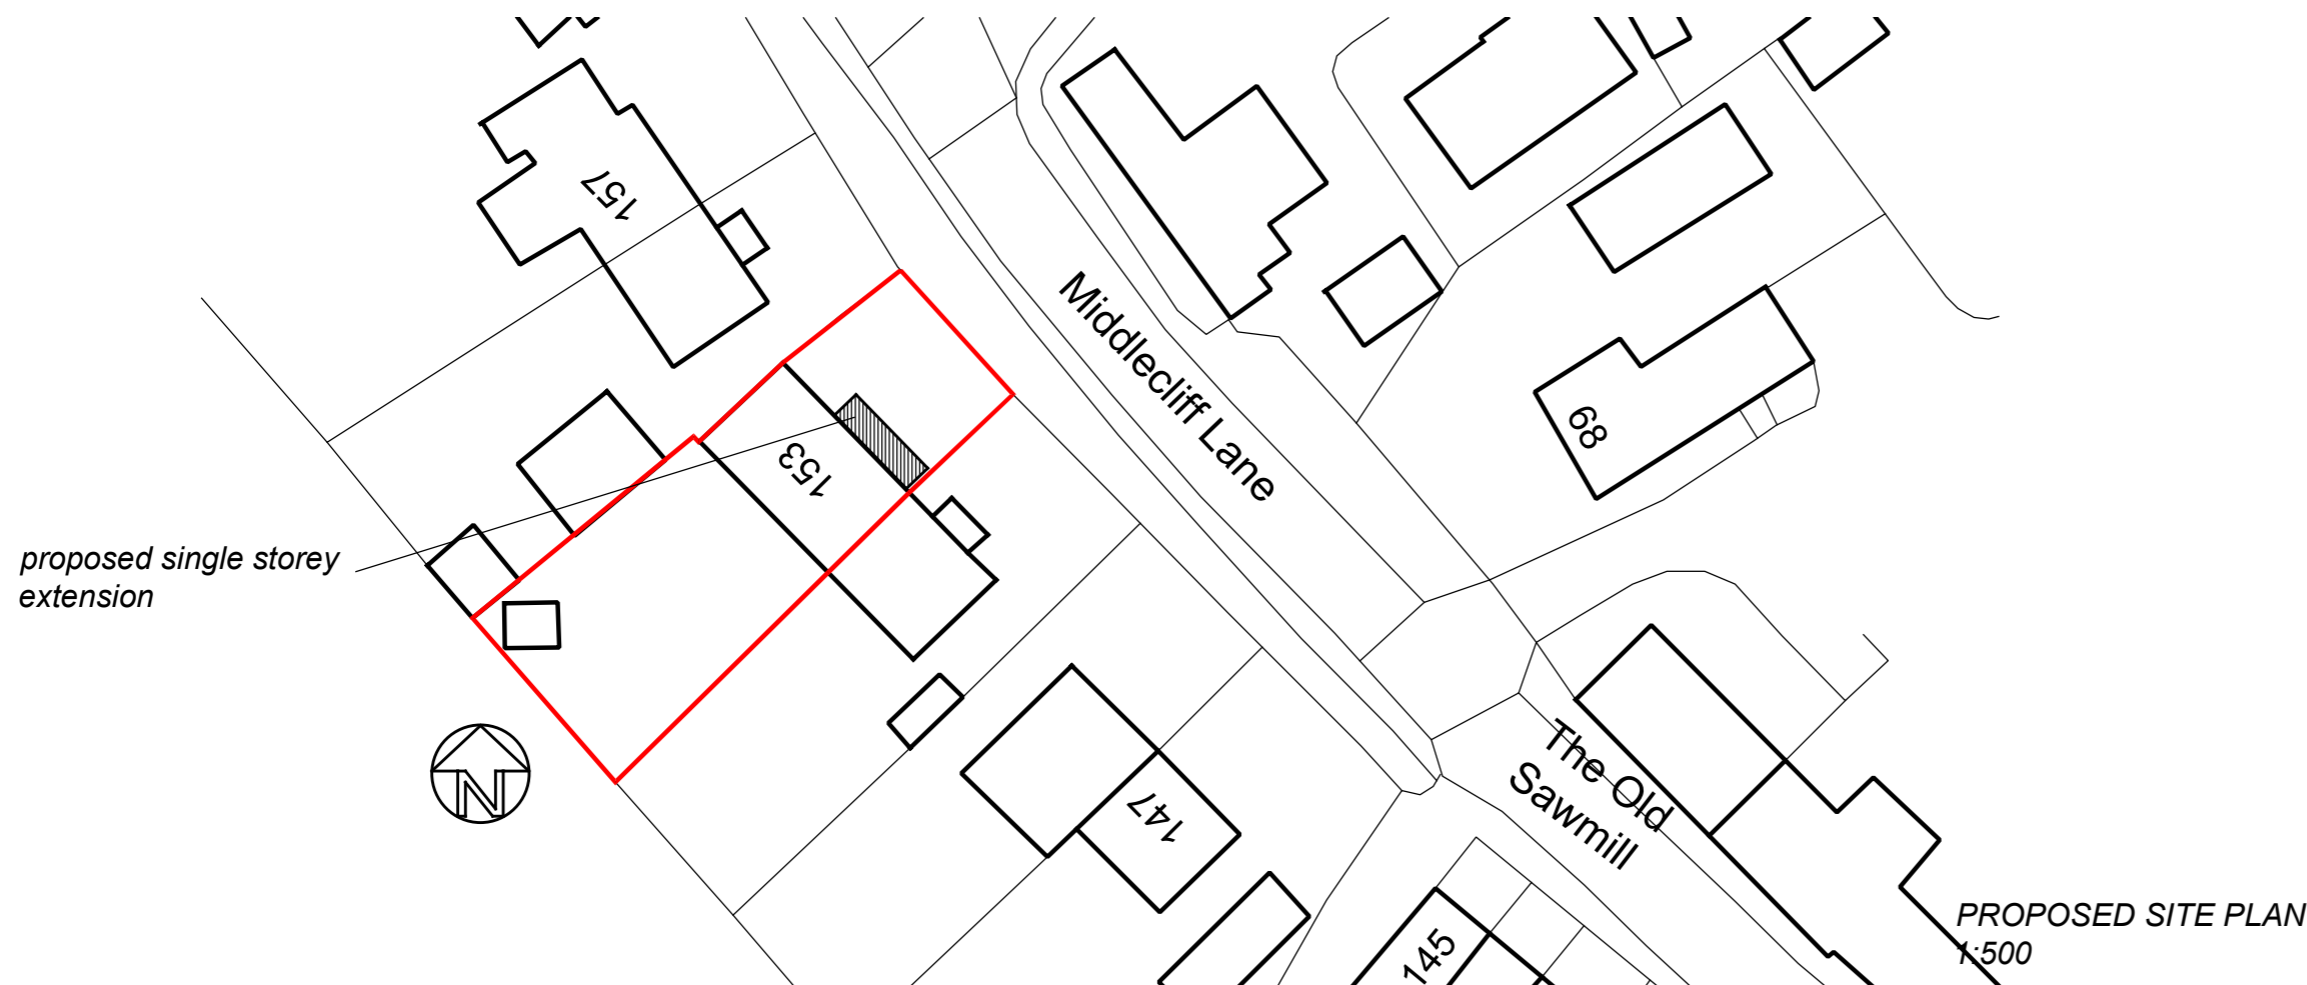 157
Middlecliff Lane
68
153
proposed single storey
extension
N
147
The Old
Sawmill
145
PROPOSED SITE PLAN
1:500